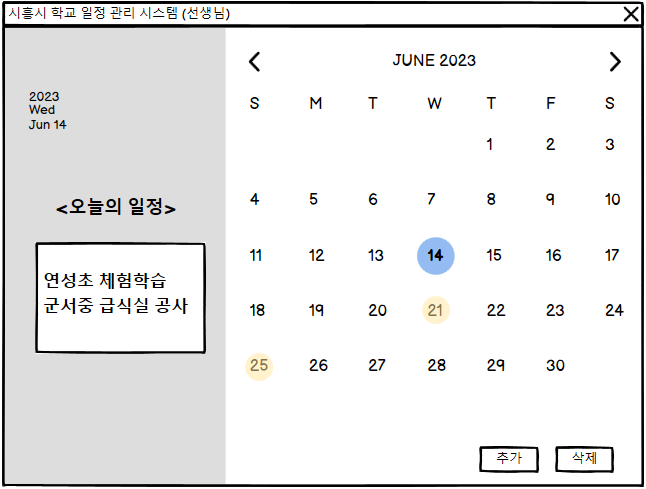 시흥시 학교 일정 관리 시스템 (선생님)
2023
Wed
Jun 14
<오늘의 일정>
연성초 체험학습
군서중 급식실 공사
JUNE 2023
S M T W T F S
1 2 3
4 5 6 7 8 9 10
11 12 13 14 15 16 17
18 19 20 21 22 23 24
25 26 27 28 29 30
추가 삭제